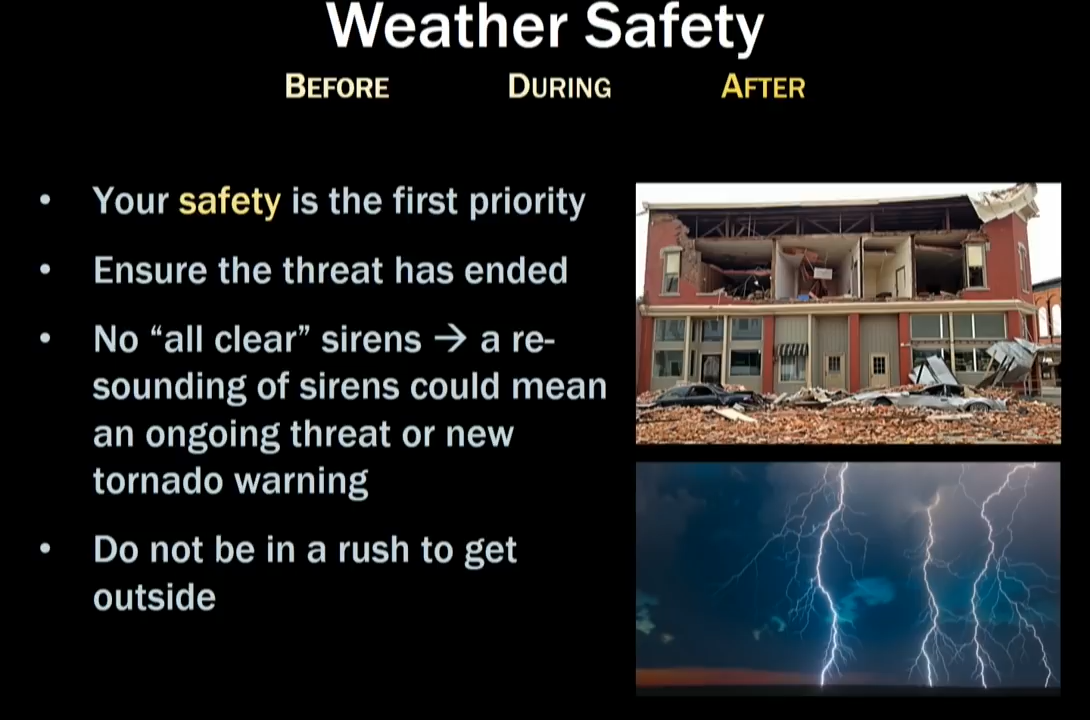 Weather Safety
BEFORE DURING AFTER
• Your safety is the first priority
• Ensure the threat has ended
• No “all clear” sirens → a re-
sounding of sirens could mean
an ongoing threat or new
tornado warning
• Do not be in a rush to get
outside